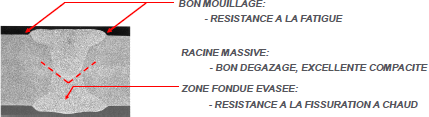 BON MOUILLAGE:
- RESISTANCE A LA FATIGUE
RACINE MASSIVE:
- BON DEGAZAGE, EXCELLENTE COMPACITE
ZONE FONDUE EVASEE:
- RESISTANCE A LA FISSURATION A CHAUD